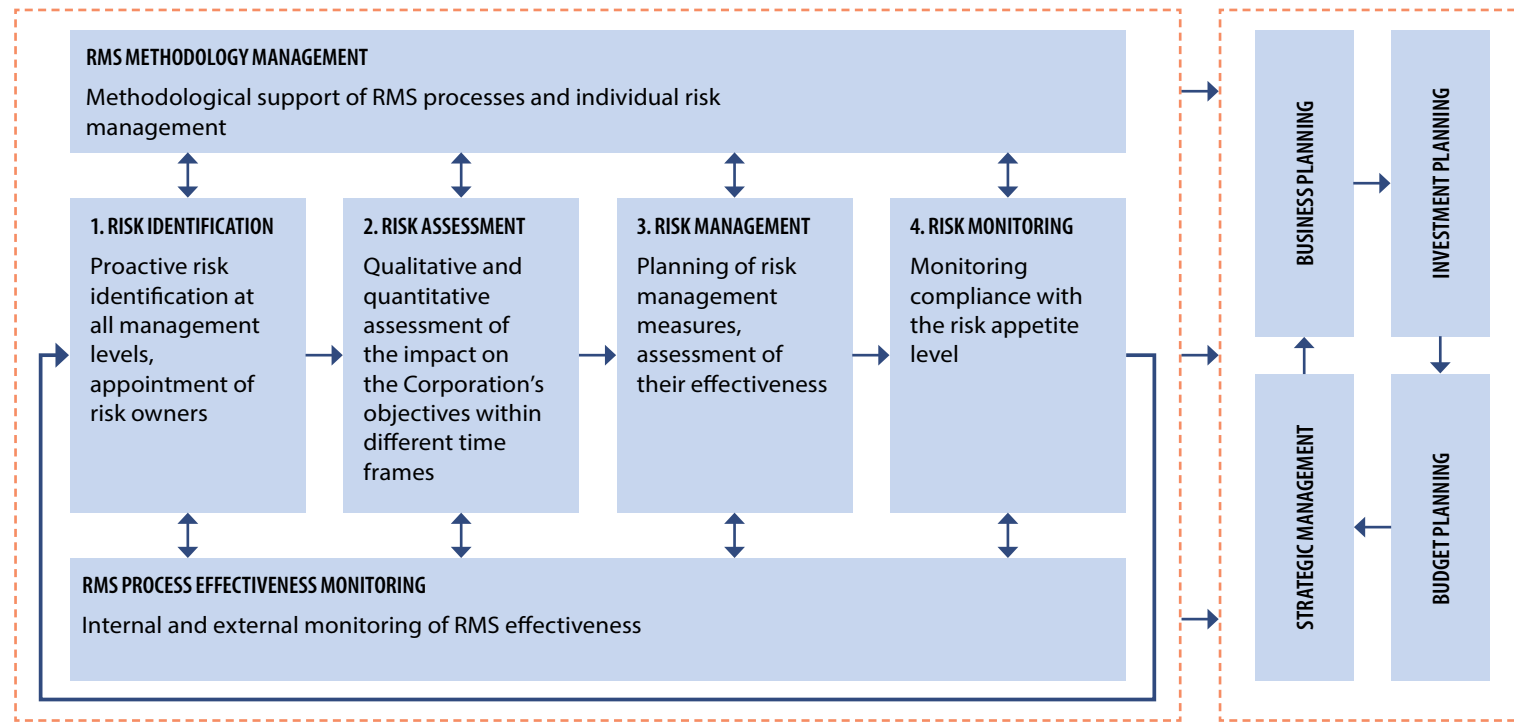 RMS METHODOLOGY MANAGEMENT
Methodological support of RMS processes and individual risk
management
1. RISK IDENTIFICATION
Proactive risk
identification at
all management
levels,
appointment of
risk owners
2. RISK ASSESSMENT
Qualitative and
quantitative
assessment of
the impact on
the Corporation’s
objectives within
different time
frames
3. RISK MANAGEMENT
Planning of risk
management
measures,
assessment of
their effectiveness
4. RISK MONITORING
Monitoring
compliance with
the risk appetite
level
RMS PROCESS EFFECTIVENESS MONITORING
Internal and external monitoring of RMS effectiveness
BUSINESS PLANNING
INVESTMENT PLANNING
STRATEGIC MANAGEMENT
BUDGET PLANNING